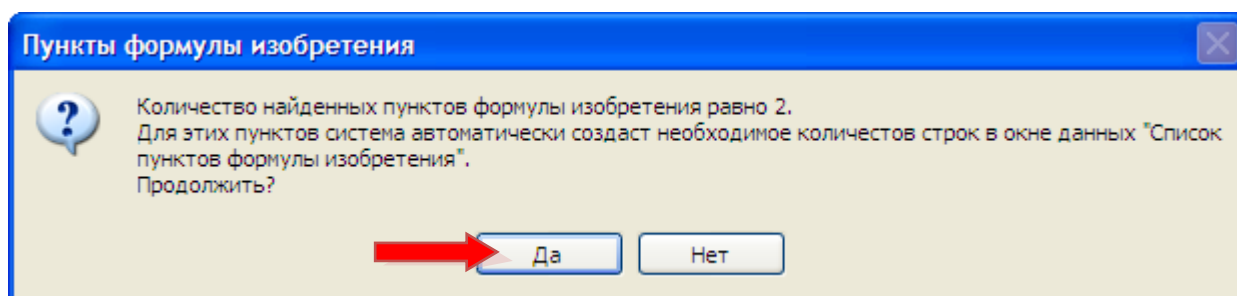 Пункты формулы изобретения
Количество найденных пунктов формулы изобретения равно 2.
Для этих пунктов система автоматически создаст необходимое количестов строк в окне данных "Список
пунктов формулы изобретения".
Продолжить?
Да
Нет